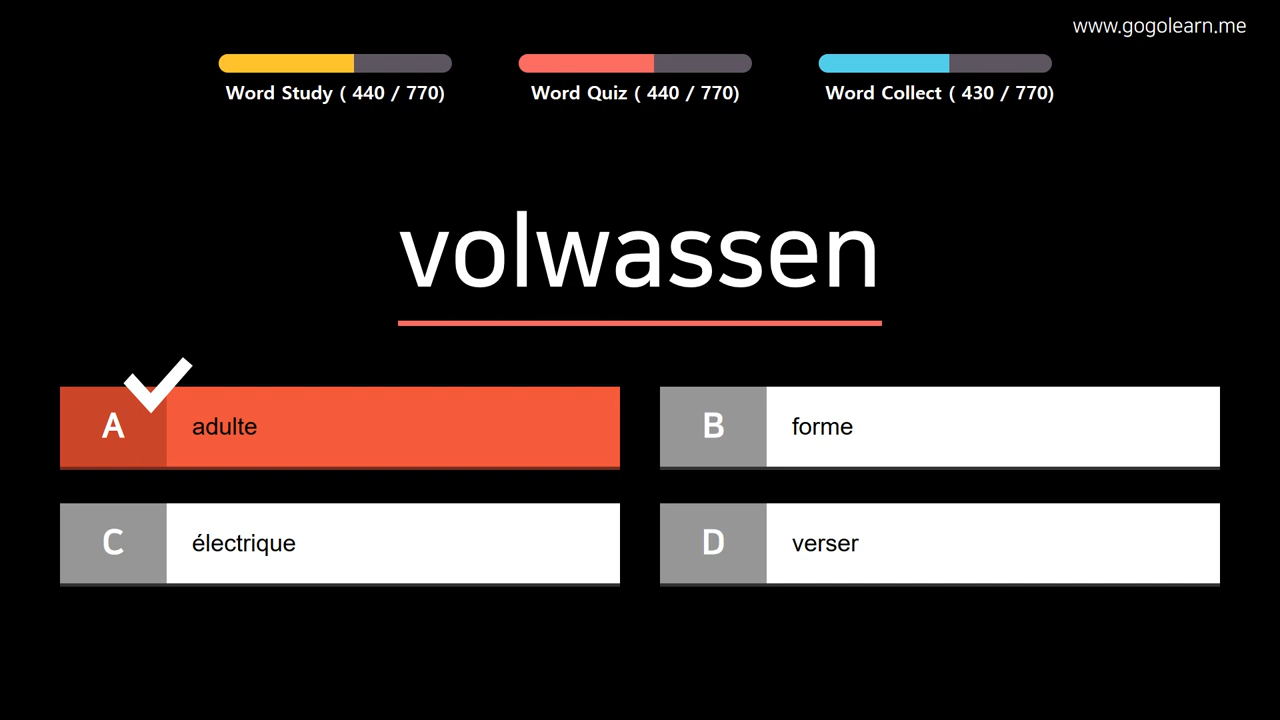 www.gogolearn.me
Word Study ( 440 / 770)
Word Quiz ( 440 / 770)
Word Collect ( 430 / 770)
volwassen
A adulte
B forme
C électrique
D verser